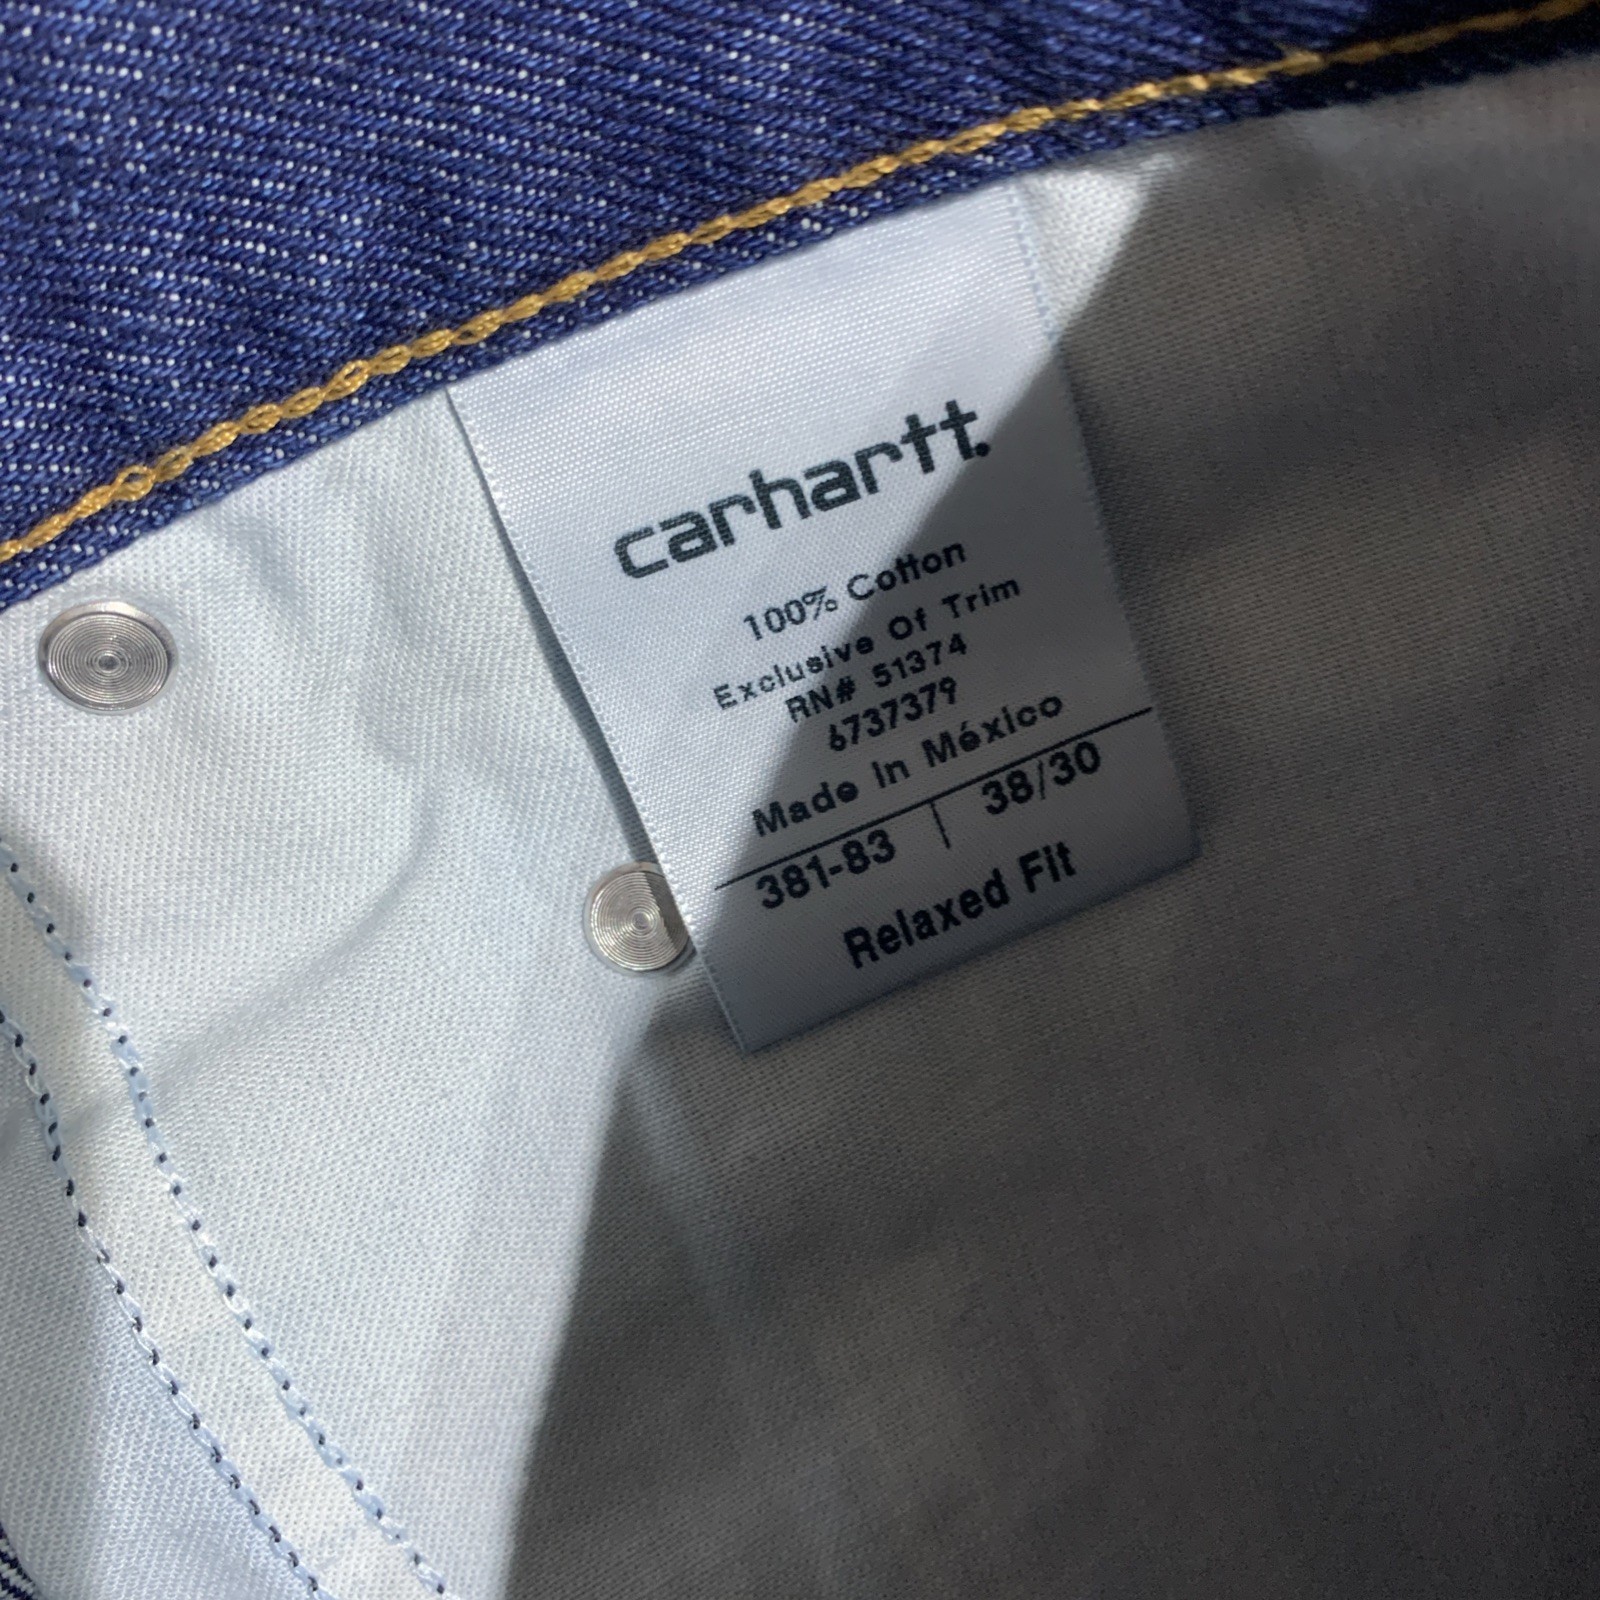 carhartt.
100% Cotton
Exclusive Of Trim
RN# 51374
6737379
Made In México
381-83 | 38/30
Relaxed Fit